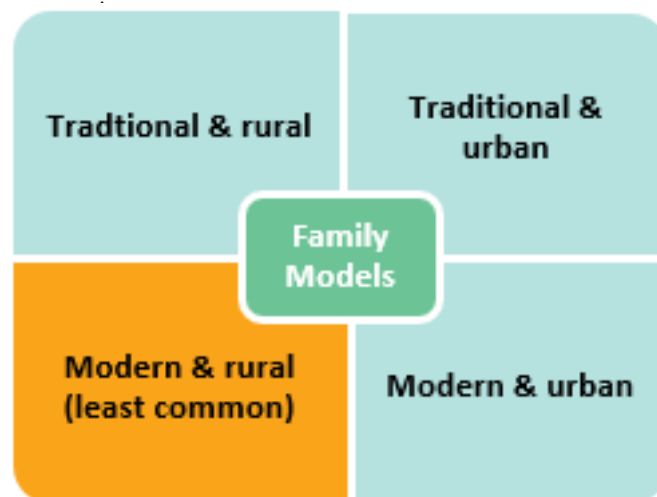 Tradtional & rural
Traditional &
urban
Family
Models
Modern & rural
(least common)
Modern & urban